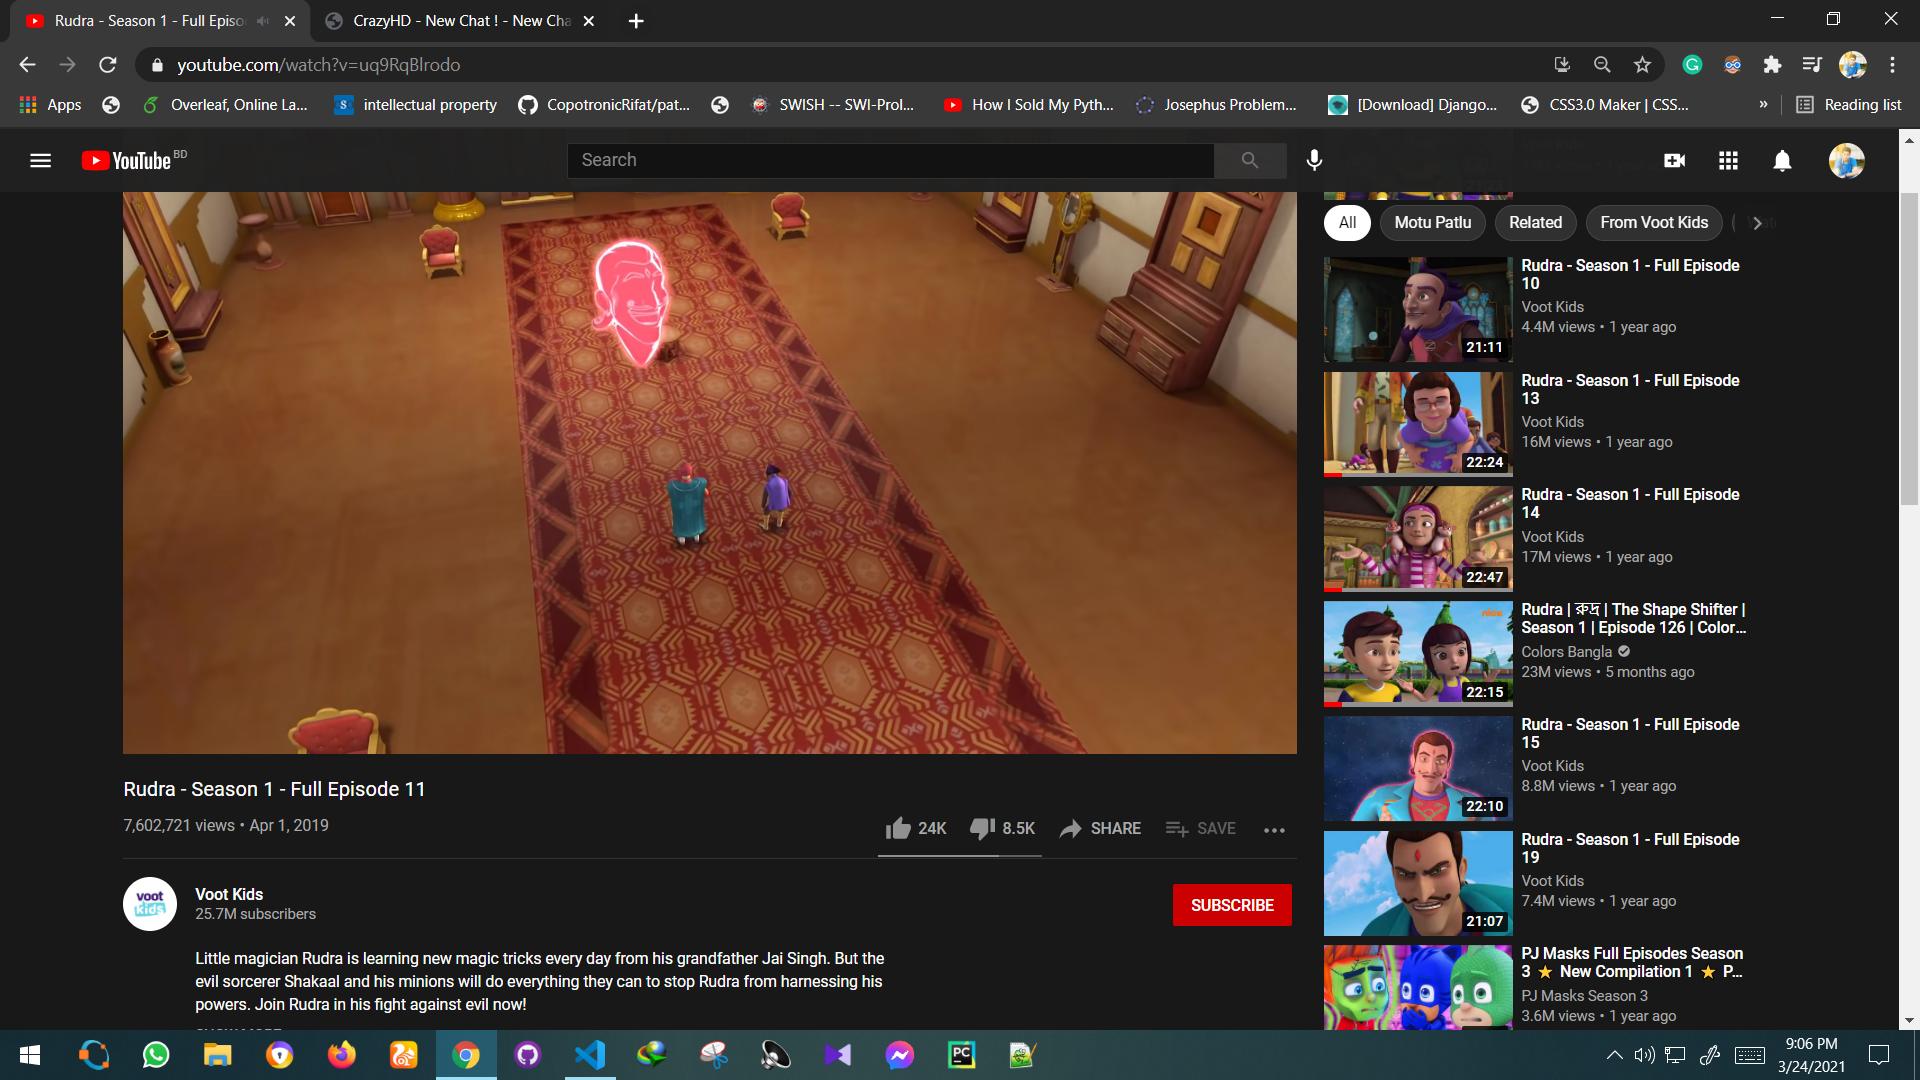 Rudra - Season 1 - Full Episo
CrazyHD - New Chat ! - New Cha
youtube.com/watch?v=uq9RqBlrodo
Apps
Overleaf, Online La...
intellectual property
CopotronicRifat/pat...
SWISH -- SWI-Prol...
How I Sold My Pyth...
Josephus Problem...
[Download] Django...
CSS3.0 Maker | CSS...
»
Reading list
YouTube BD
Search
All
Motu Patlu
Related
From Voot Kids
Rudra - Season 1 - Full Episode
10
Voot Kids
4.4M views • 1 year ago
21:11
Rudra - Season 1 - Full Episode
13
Voot Kids
16M views • 1 year ago
22:24
Rudra - Season 1 - Full Episode
14
Voot Kids
17M views • 1 year ago
22:47
Rudra | রুদ্র | The Shape Shifter |
Season 1 | Episode 126 | Color...
Colors Bangla
23M views • 5 months ago
nick
22:15
Rudra - Season 1 - Full Episode
15
Voot Kids
8.8M views • 1 year ago
22:10
Rudra - Season 1 - Full Episode
19
Voot Kids
7.4M views • 1 year ago
21:07
PJ Masks Full Episodes Season
3 ⭐ New Compilation 1 ⭐ P...
PJ Masks Season 3
3.6M views • 1 year ago
Rudra - Season 1 - Full Episode 11
7,602,721 views • Apr 1, 2019
24K
8.5K
SHARE
SAVE
voot
kids
Voot Kids
25.7M subscribers
SUBSCRIBE
Little magician Rudra is learning new magic tricks every day from his grandfather Jai Singh. But the
evil sorcerer Shakaal and his minions will do everything they can to stop Rudra from harnessing his
powers. Join Rudra in his fight against evil now!
SHOW MORE
PC
9:06 PM
3/24/2021